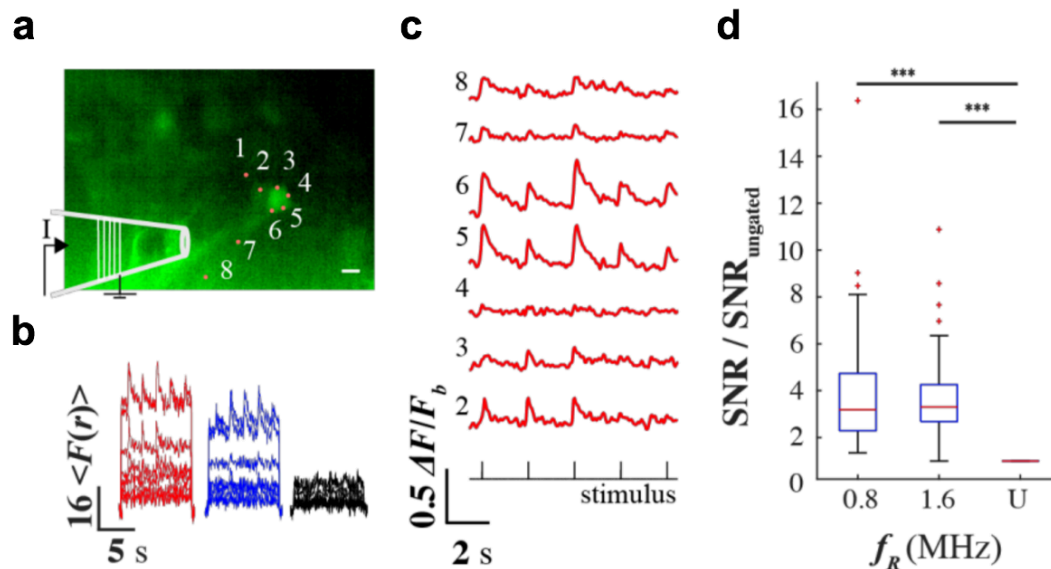 a
1
2
3
4
5
6
7
8
I
b
16 <F(r)>
5 s
c
8
7
6
5
4
3
2
stimulus
0.5 ΔF/F_b
2 s
d
***
***
SNR / SNR_ungated
16
14
12
10
8
6
4
2
0
0.8 1.6 U
f_R (MHz)